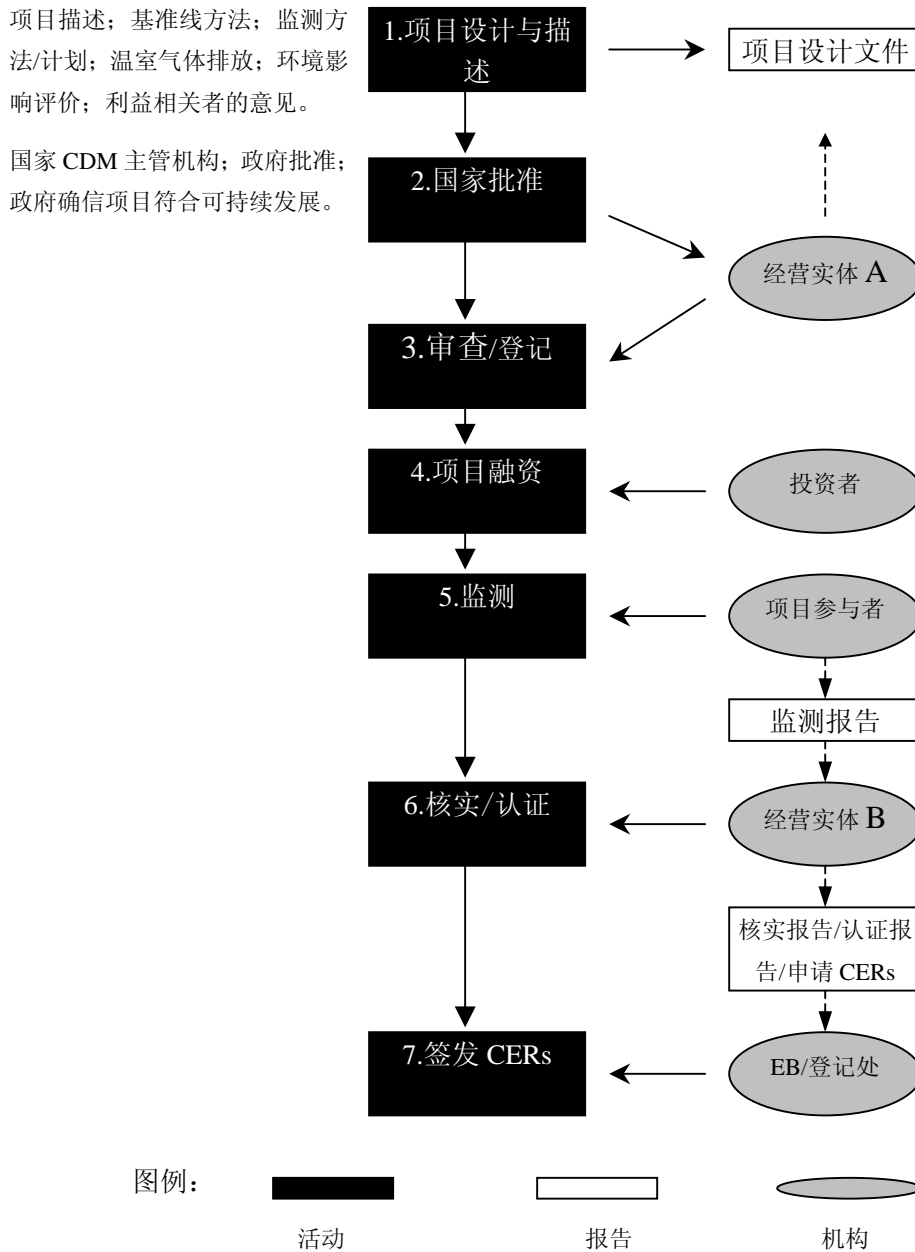 项目描述；基准线方法；监测方
法/计划；温室气体排放；环境影
响评价；利益相关者的意见。
国家 CDM 主管机构；政府批准；
政府确信项目符合可持续发展。
1.项目设计与描
述
项目设计文件
2.国家批准
经营实体 A
3.审查/登记
4.项目融资
投资者
5.监测
项目参与者
监测报告
6.核实/认证
经营实体 B
核实报告/认证报
告/申请 CERs
7.签发 CERs
EB/登记处
图例：
活动
报告
机构